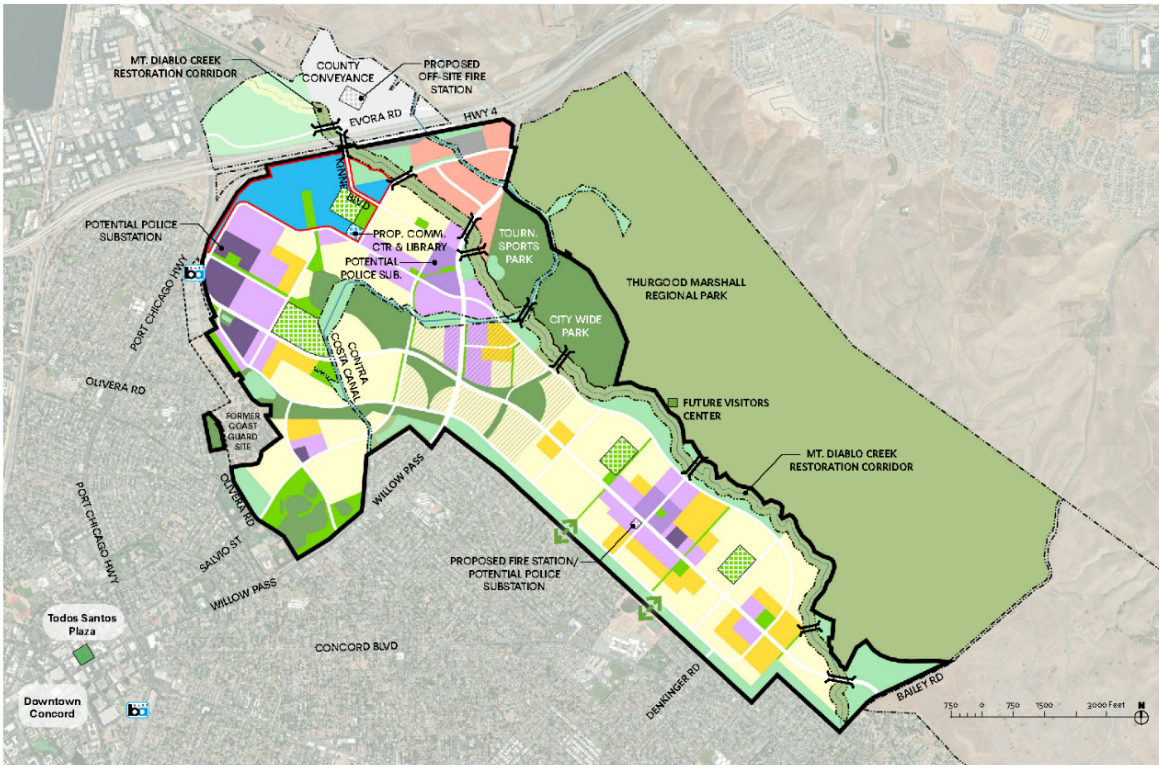 MT. DIABLO CREEK
RESTORATION CORRIDOR
COUNTY
CONVEYANCE
PROPOSED
OFF-SITE FIRE
STATION
EVORA RD
HWY 4
KINNE BLVD
POTENTIAL POLICE
SUBSTATION
PROP. COMM.
CTR & LIBRARY
POTENTIAL
POLICE SUB.
TOURN.
SPORTS
PARK
THURGOOD MARSHALL
REGIONAL PARK
PORT CHICAGO HWY
ba
CITY WIDE
PARK
CONTRA
COSTA CANAL
OLIVERA RD
FORMER
COAST
GUARD
SITE
FUTURE VISITORS
CENTER
MT. DIABLO CREEK
RESTORATION CORRIDOR
WILLOW PASS
OLIVERA RD
PORT CHICAGO HWY
SALVIO ST
WILLOW PASS
PROPOSED FIRE STATION/
POTENTIAL POLICE
SUBSTATION
Todos Santos
Plaza
CONCORD BLVD
DENKINGER RD
BAILEY RD
Downtown
Concord
ba
750 0 750 1500 3000 Feet
N